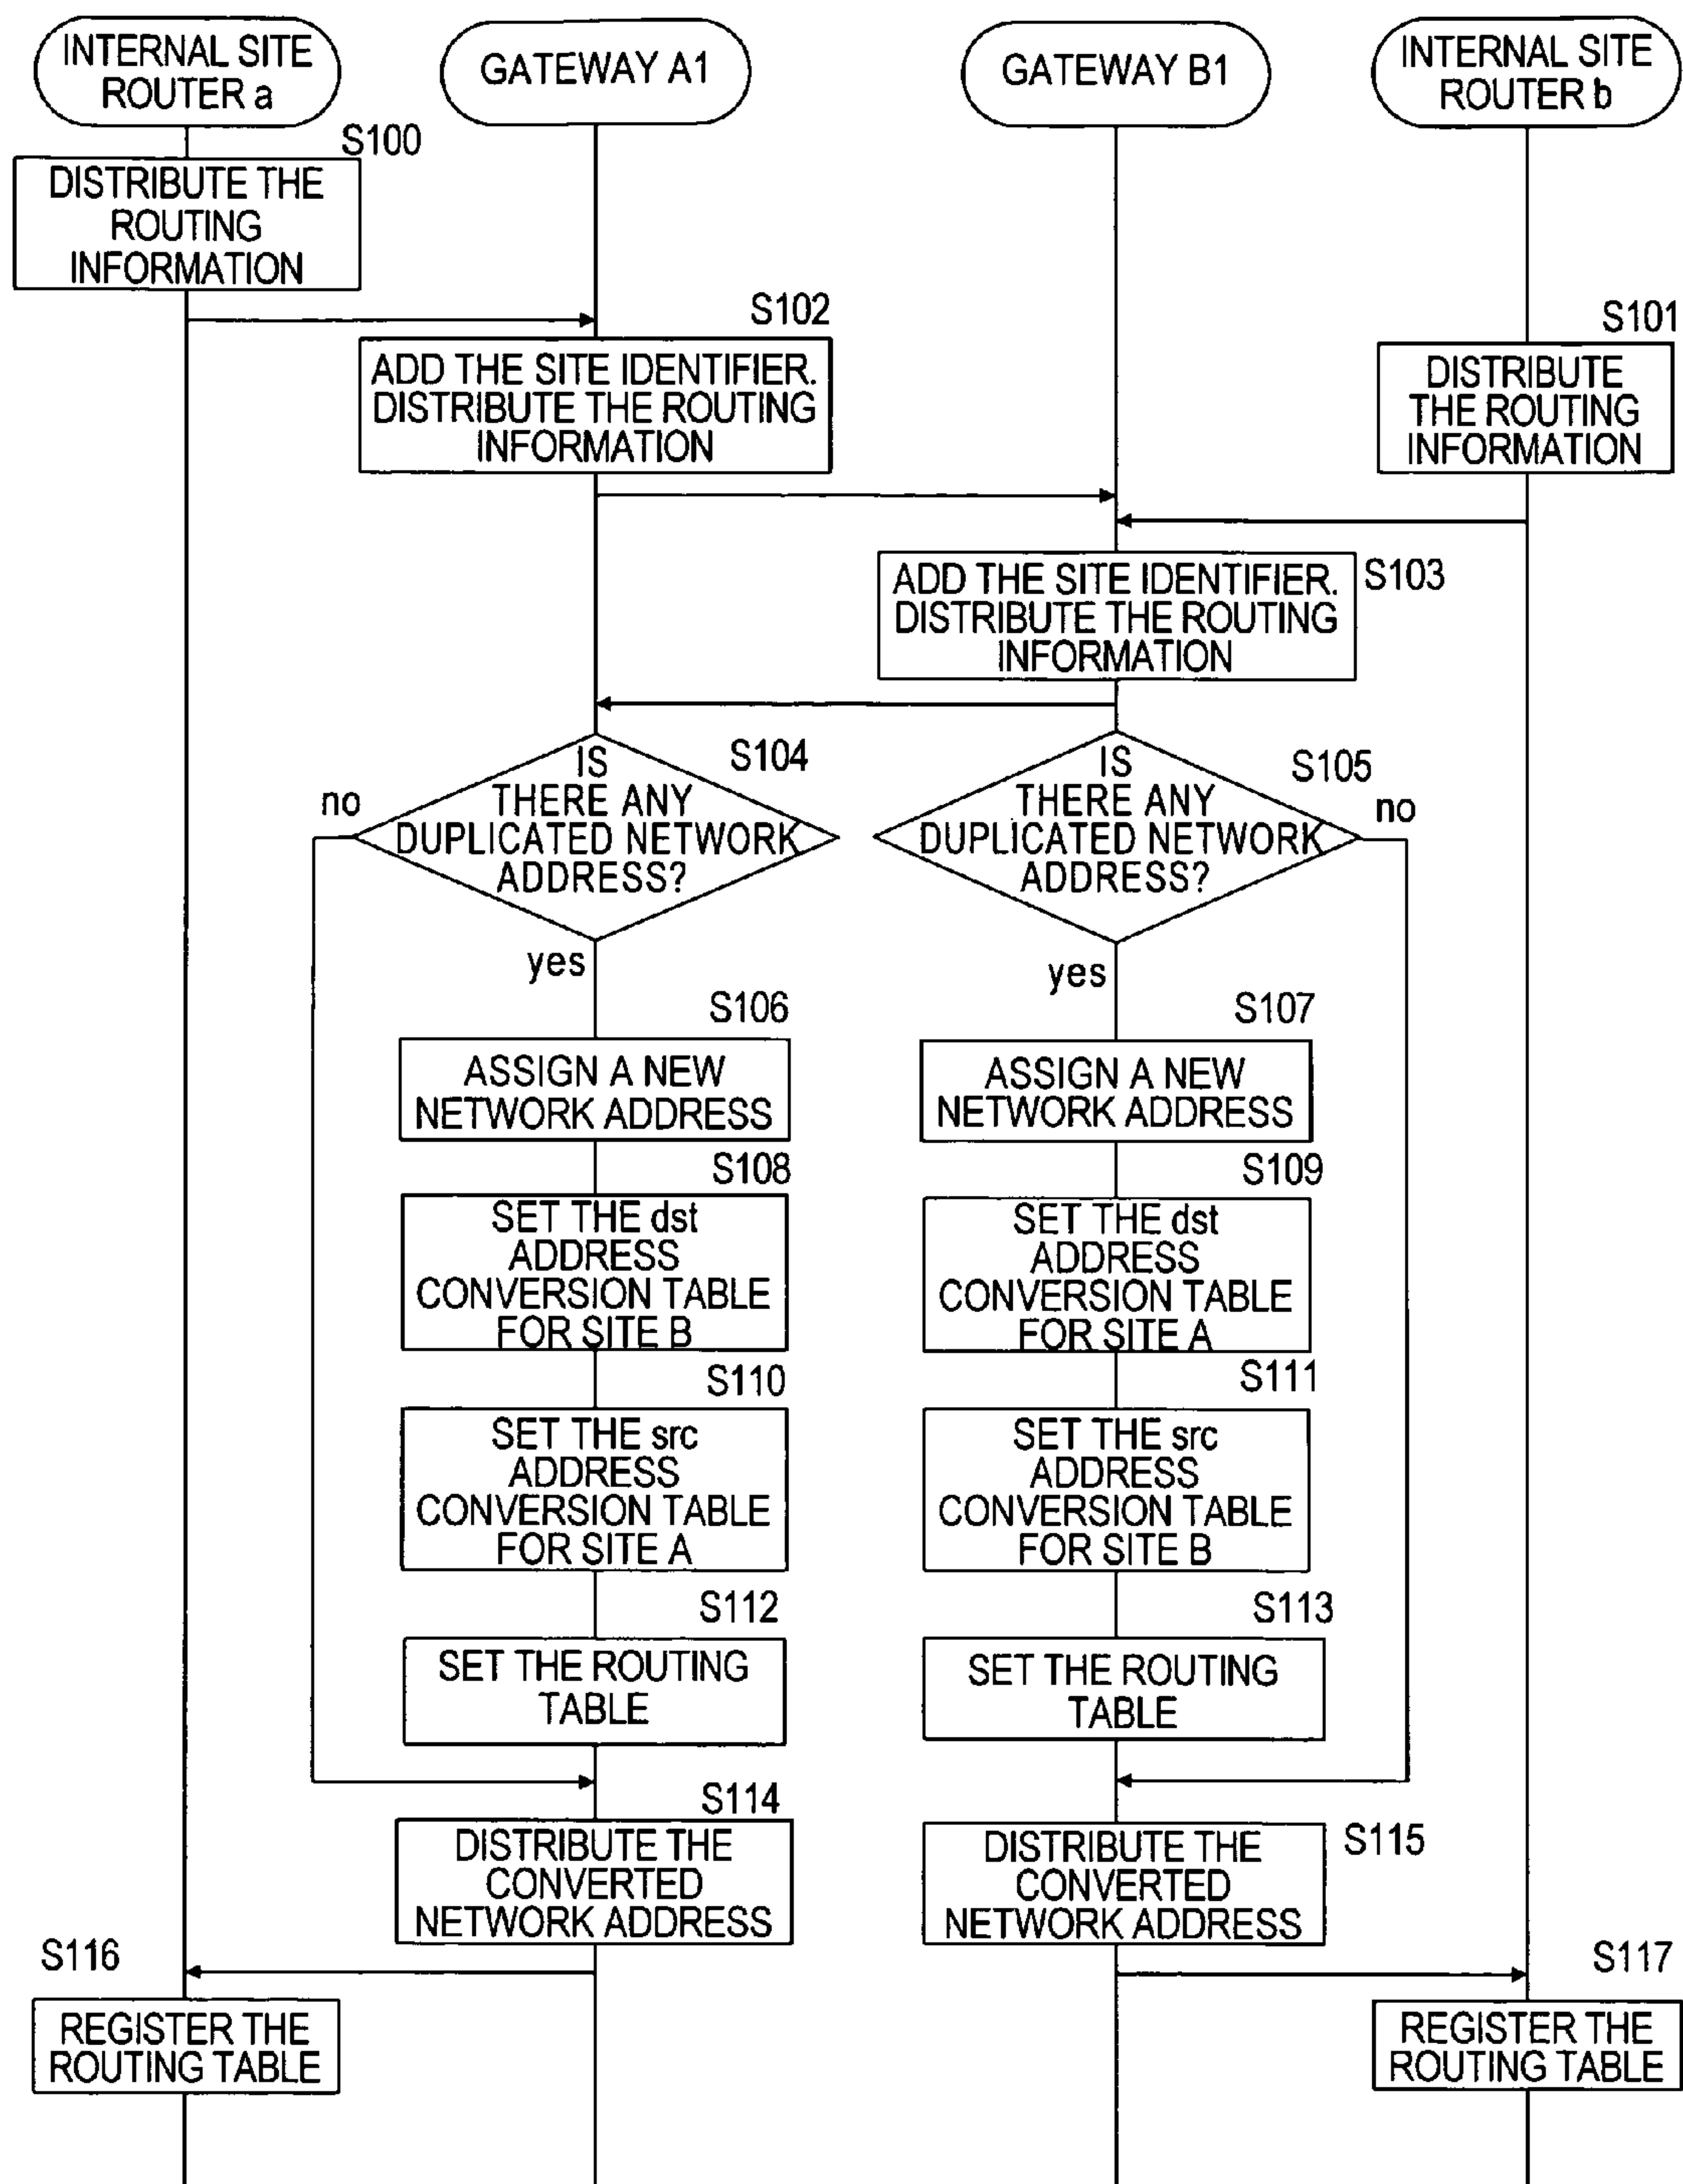 INTERNAL SITE
ROUTER a
GATEWAY A1
GATEWAY B1
INTERNAL SITE
ROUTER b
S100
DISTRIBUTE THE
ROUTING
INFORMATION
S102
ADD THE SITE IDENTIFIER.
DISTRIBUTE THE ROUTING
INFORMATION
S101
DISTRIBUTE
THE ROUTING
INFORMATION
ADD THE SITE IDENTIFIER.
DISTRIBUTE THE ROUTING
INFORMATION
S103
S104
IS
THERE ANY
DUPLICATED NETWORK
ADDRESS?
no
yes
S105
IS
THERE ANY
DUPLICATED NETWORK
ADDRESS?
no
yes
S106
ASSIGN A NEW
NETWORK ADDRESS
S107
ASSIGN A NEW
NETWORK ADDRESS
S108
SET THE dst
ADDRESS
CONVERSION TABLE
FOR SITE B
S109
SET THE dst
ADDRESS
CONVERSION TABLE
FOR SITE A
S110
SET THE src
ADDRESS
CONVERSION TABLE
FOR SITE A
S111
SET THE src
ADDRESS
CONVERSION TABLE
FOR SITE B
S112
SET THE ROUTING
TABLE
S113
SET THE ROUTING
TABLE
S114
DISTRIBUTE THE
CONVERTED
NETWORK ADDRESS
S115
DISTRIBUTE THE
CONVERTED
NETWORK ADDRESS
S116
REGISTER THE
ROUTING TABLE
S117
REGISTER THE
ROUTING TABLE